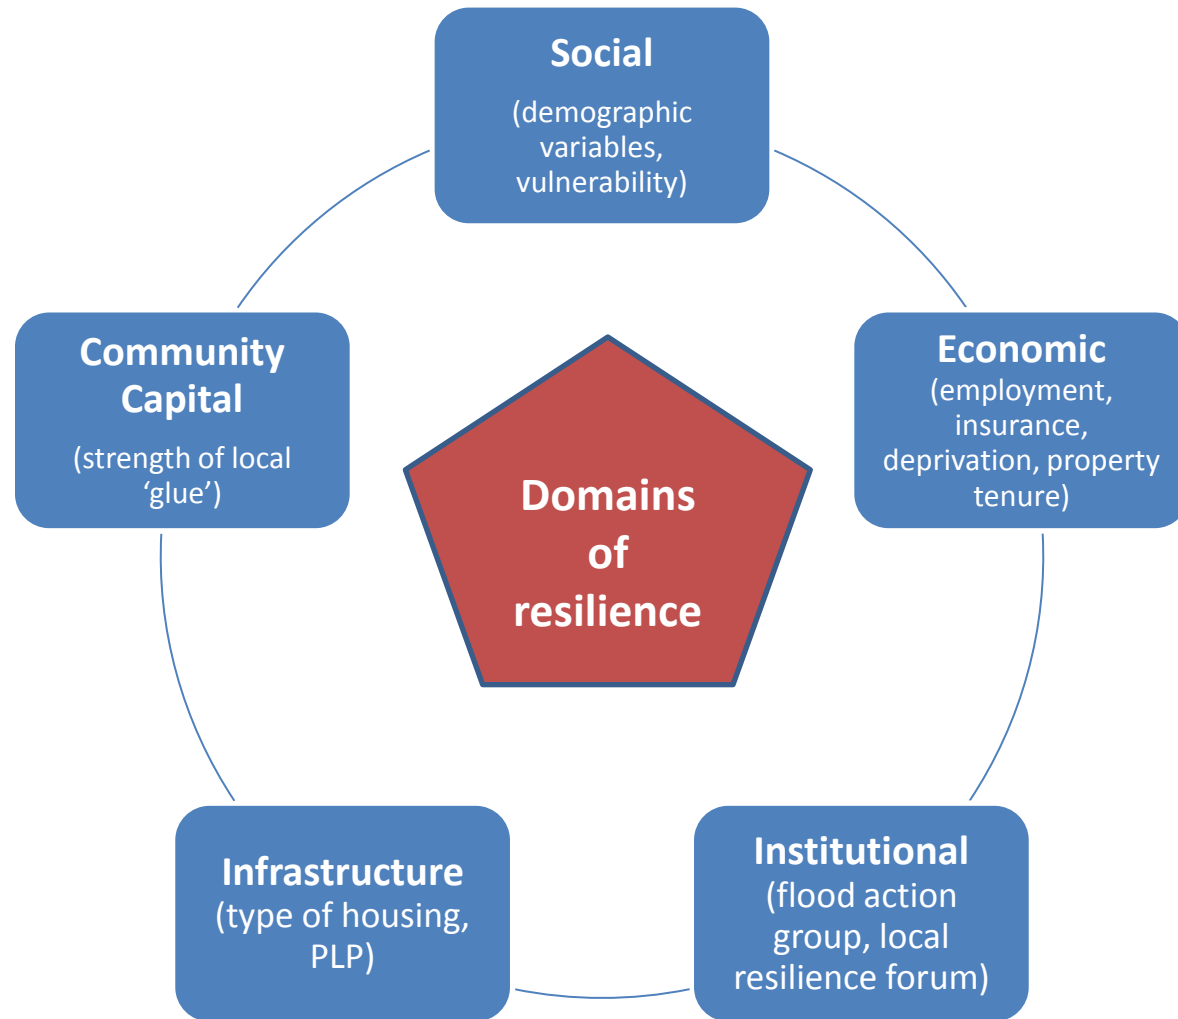 Social
(demographic
variables,
vulnerability)
Economic
(employment,
insurance,
deprivation, property
tenure)
Institutional
(flood action
group, local
resilience forum)
Infrastructure
(type of housing,
PLP)
Community
Capital
(strength of local
‘glue’)
Domains
of
resilience